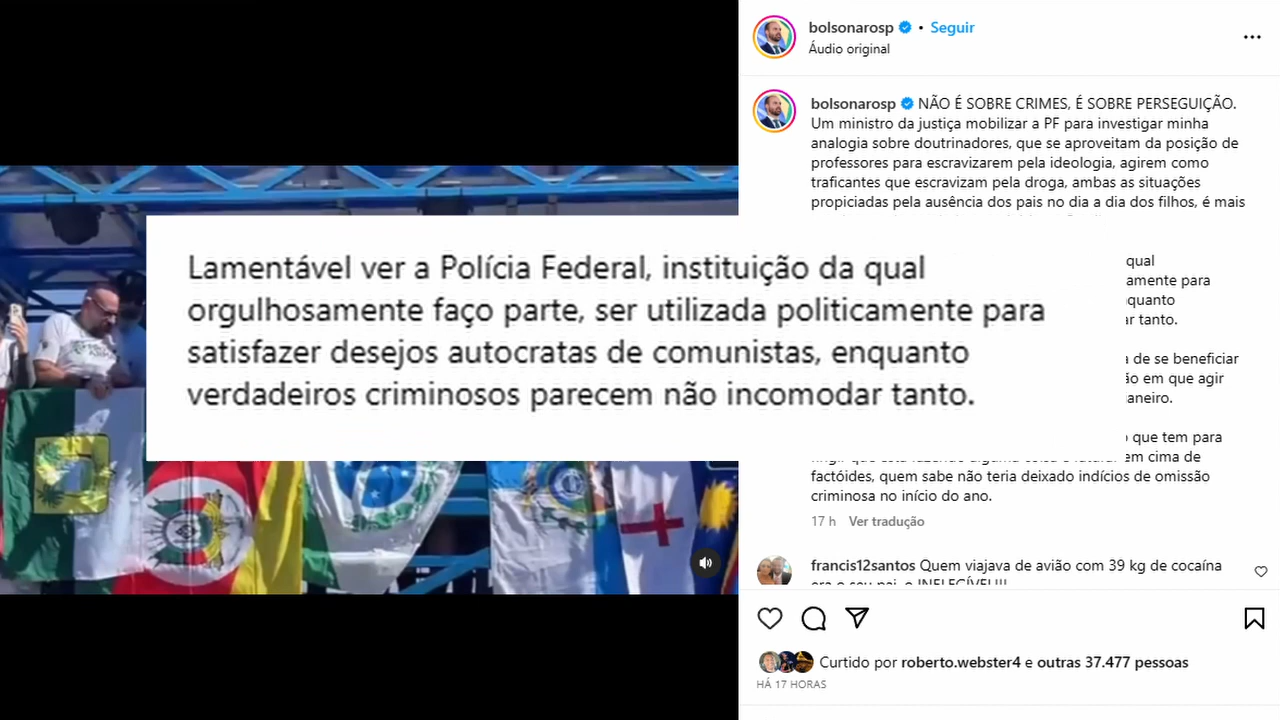 bolsonarosp • Seguir
Áudio original
bolsonarosp NÃO É SOBRE CRIMES, É SOBRE PERSEGUIÇÃO.
Um ministro da justiça mobilizar a PF para investigar minha
analogia sobre doutrinadores, que se aproveitam da posição de
professores para escravizarem pela ideologia, agirem como
traficantes que escravizam pela droga, ambas as situações
propiciadas pela ausência dos pais no dia a dia dos filhos, é mais
Lamentável ver a Polícia Federal, instituição da qual
orgulhosamente faço parte, ser utilizada politicamente para
satisfazer desejos autocratas de comunistas, enquanto
verdadeiros criminosos parecem não incomodar tanto.
qual
amente para
quanto
ar tanto.
de se beneficiar
ão em que agir
janeiro.
que tem para
em cima de
factóides, quem sabe não teria deixado indícios de omissão
criminosa no início do ano.
17 h Ver tradução
francis12santos Quem viajava de avião com 39 kg de cocaína
era o seu pai, o INELEGÍVEL!!!
Curtido por roberto.webster4 e outras 37.477 pessoas
HÁ 17 HORAS